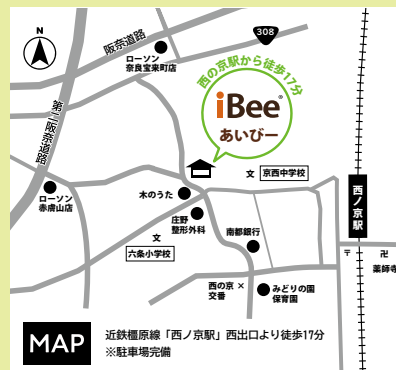 N
阪奈道路
308
ローソン
奈良宝来町店
西の京駅から徒歩17分
iBee®
あいびー
第二阪奈道路
文 京西中学校
西ノ京駅
ローソン
赤膚山店
木のうた
庄野
整形外科
南都銀行
文
六条小学校
〒
卍
薬師寺
西の京 ×
交番
みどりの園
保育園
MAP
近鉄橿原線「西ノ京駅」西出口より徒歩17分
※駐車場完備